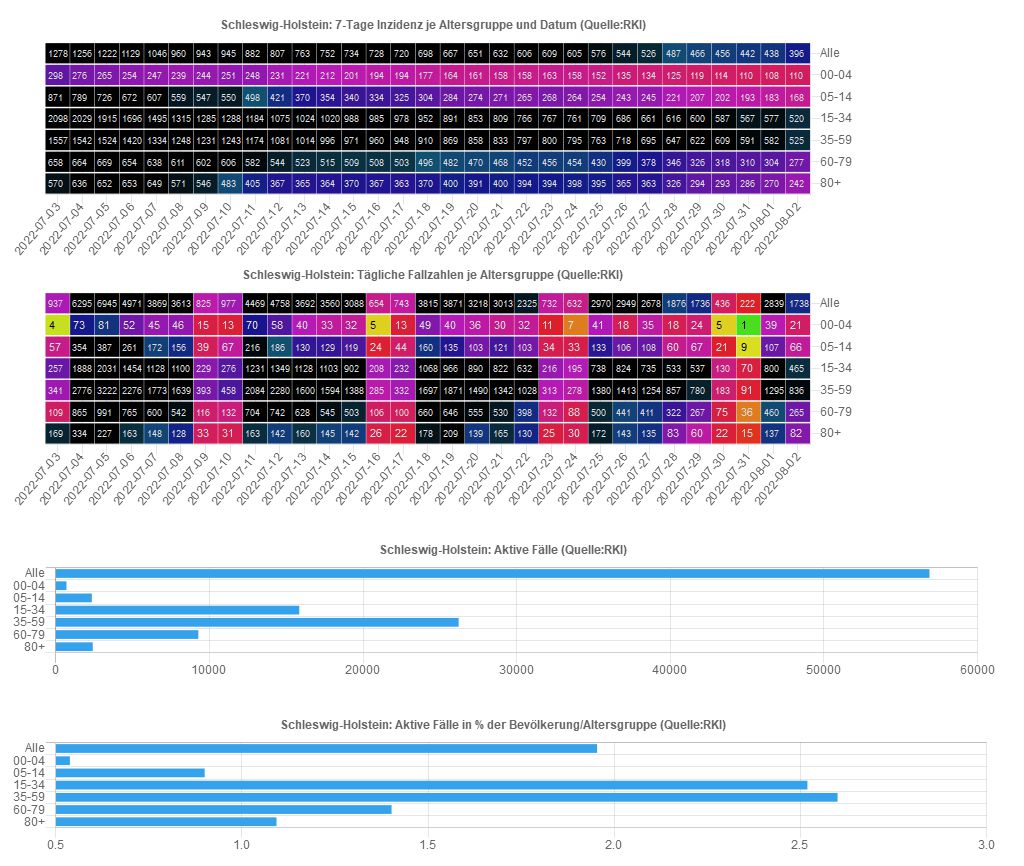 Schleswig-Holstein: 7-Tage Inzidenz je Altersgruppe und Datum (Quelle:RKI)
1278 1256 1222 1129 1046 960 943 945 882 807 763 752 734 728 720 698 667 651 632 606 609 605 576 544 526 487 466 456 442 438 396 Alle
298 276 265 254 247 239 244 251 248 231 221 212 201 194 194 177 164 161 158 158 163 158 152 135 134 125 119 114 110 108 110 00-04
871 789 726 672 607 559 547 550 498 421 370 354 340 334 325 304 284 274 271 265 268 264 254 243 245 221 207 202 193 183 168 05-14
2098 2029 1915 1696 1495 1315 1285 1288 1184 1075 1024 1020 988 985 978 952 891 853 809 766 767 761 709 686 661 616 600 587 567 577 520 15-34
1557 1542 1524 1420 1334 1248 1231 1243 1174 1081 1014 996 971 960 948 910 869 858 833 797 800 795 763 718 695 647 622 609 591 582 525 35-59
658 664 669 654 638 611 602 606 582 544 523 515 509 508 503 496 482 470 468 452 456 454 430 399 378 346 326 318 310 304 277 60-79
570 636 652 653 649 571 546 483 405 367 365 364 370 367 363 370 400 391 400 394 394 398 395 365 363 326 294 293 286 270 242 80+
2022-07-03 2022-07-04 2022-07-05 2022-07-06 2022-07-07 2022-07-08 2022-07-09 2022-07-10 2022-07-11 2022-07-12 2022-07-13 2022-07-14 2022-07-15 2022-07-16 2022-07-17 2022-07-18 2022-07-19 2022-07-20 2022-07-21 2022-07-22 2022-07-23 2022-07-24 2022-07-25 2022-07-26 2022-07-27 2022-07-28 2022-07-29 2022-07-30 2022-07-31 2022-08-01 2022-08-02
Schleswig-Holstein: Tägliche Fallzahlen je Altersgruppe (Quelle:RKI)
937 6295 6945 4971 3869 3613 825 977 4469 4758 3692 3560 3088 654 743 3815 3871 3218 3013 2325 732 632 2970 2949 2678 1876 1736 436 222 2839 1738 Alle
4 73 81 52 45 46 15 13 70 58 40 33 32 5 13 49 40 36 30 32 11 7 41 18 35 18 24 5 1 39 21 00-04
57 354 387 261 172 156 39 67 216 186 130 129 119 24 44 160 135 103 121 103 34 33 133 106 108 60 67 21 9 107 66 05-14
257 1888 2031 1454 1128 1100 229 276 1231 1349 1128 1103 902 208 232 1068 966 890 822 632 216 195 738 824 735 533 537 130 70 800 465 15-34
341 2776 3222 2276 1773 1639 393 458 2084 2280 1600 1594 1388 285 332 1697 1871 1490 1342 1028 313 278 1380 1413 1254 857 780 183 91 1295 836 35-59
109 865 991 765 600 542 116 132 704 742 628 545 503 106 100 660 646 555 530 398 132 88 500 441 411 322 267 75 36 460 265 60-79
169 334 227 163 148 128 33 31 163 142 160 145 142 26 22 178 209 139 165 130 25 30 172 143 135 83 60 22 15 137 82 80+
2022-07-03 2022-07-04 2022-07-05 2022-07-06 2022-07-07 2022-07-08 2022-07-09 2022-07-10 2022-07-11 2022-07-12 2022-07-13 2022-07-14 2022-07-15 2022-07-16 2022-07-17 2022-07-18 2022-07-19 2022-07-20 2022-07-21 2022-07-22 2022-07-23 2022-07-24 2022-07-25 2022-07-26 2022-07-27 2022-07-28 2022-07-29 2022-07-30 2022-07-31 2022-08-01 2022-08-02
Schleswig-Holstein: Aktive Fälle (Quelle:RKI)
Alle
00-04
05-14
15-34
35-59
60-79
80+
0 10000 20000 30000 40000 50000 60000
Schleswig-Holstein: Aktive Fälle in % der Bevölkerung/Altersgruppe (Quelle:RKI)
Alle
00-04
05-14
15-34
35-59
60-79
80+
0.5 1.0 1.5 2.0 2.5 3.0